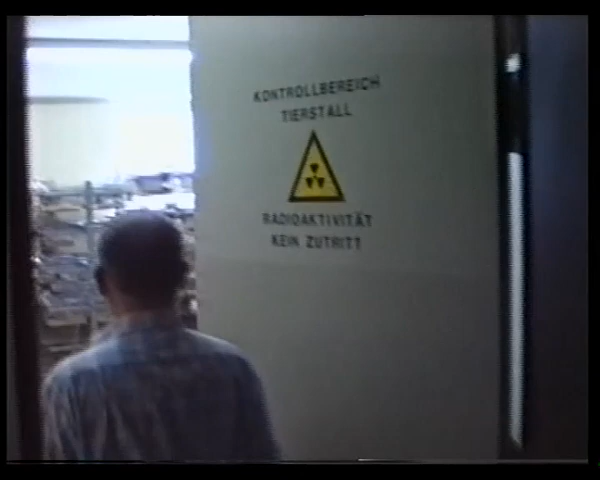 KONTROLLBEREICH
TIERSTALL
RADIOAKTIVITÄT
KEIN ZUTRITT